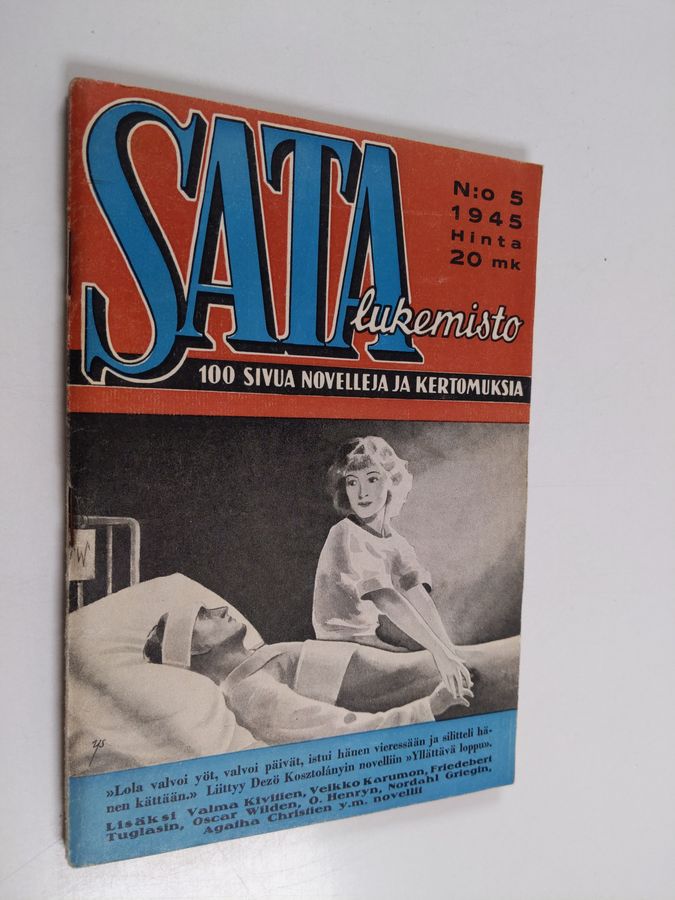 SATA
lukemisto
N:o 5
1945
Hinta
20 mk
100 SIVUA NOVELLEJA JA KERTOMUKSIA
W
»Lola valvoi yöt, valvoi päivät, istui hänen vieressään ja silitteli hä-
nen kättään.» Liittyy Dezö Kosztolányin novelliin »Yllättävä loppu».
Lisäksi Valma Kivitien, Veikko Karumon, Friedebert
Tuglasin, Oscar Wilden, O. Henryn, Nordahl Griegin,
Agatha Christien y.m. novellit